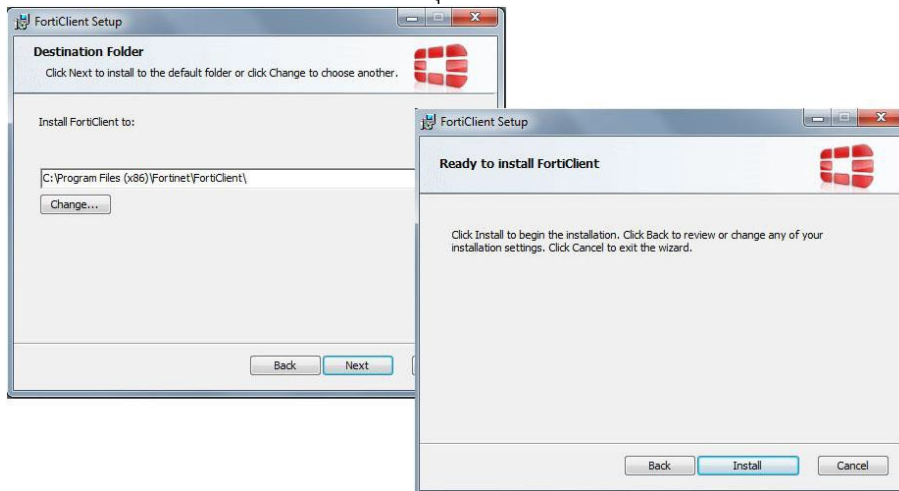 FortiClient Setup
Destination Folder
Click Next to install to the default folder or click Change to choose another.
Install FortiClient to:
C:\Program Files (x86)\Fortinet\FortiClient\
Change...
Back
Next
FortiClient Setup
Ready to install FortiClient
Click Install to begin the installation. Click Back to review or change any of your
installation settings. Click Cancel to exit the wizard.
Back
Install
Cancel